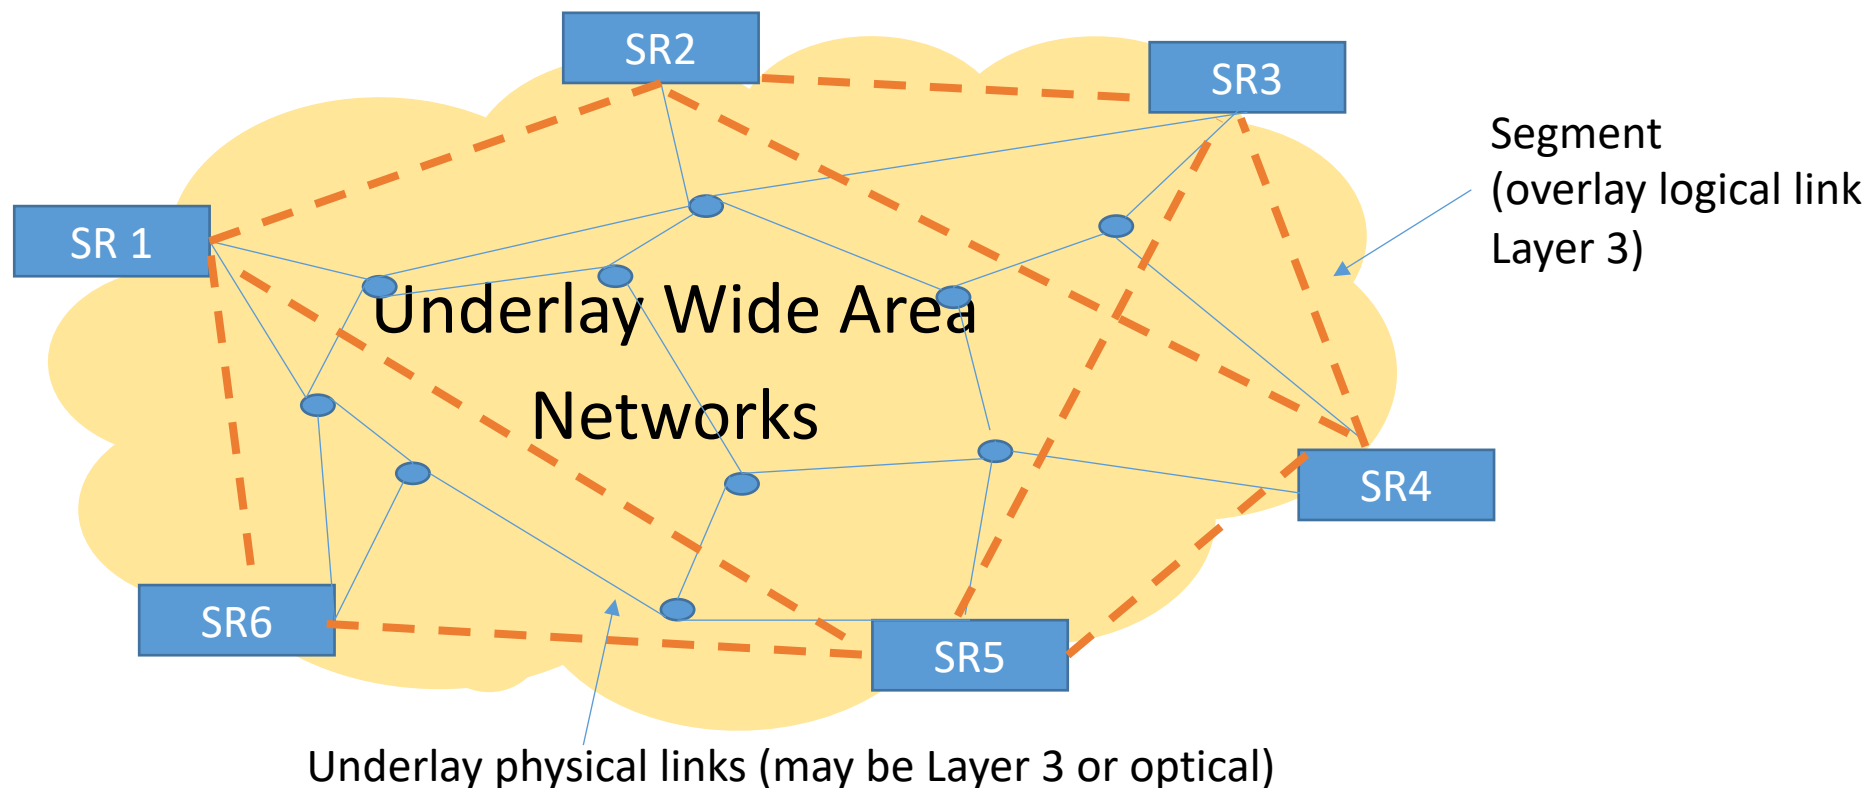 SR2
SR3
Segment
(overlay logical link
Layer 3)
SR 1
Underlay Wide Area
Networks
SR4
SR6
SR5
Underlay physical links (may be Layer 3 or optical)